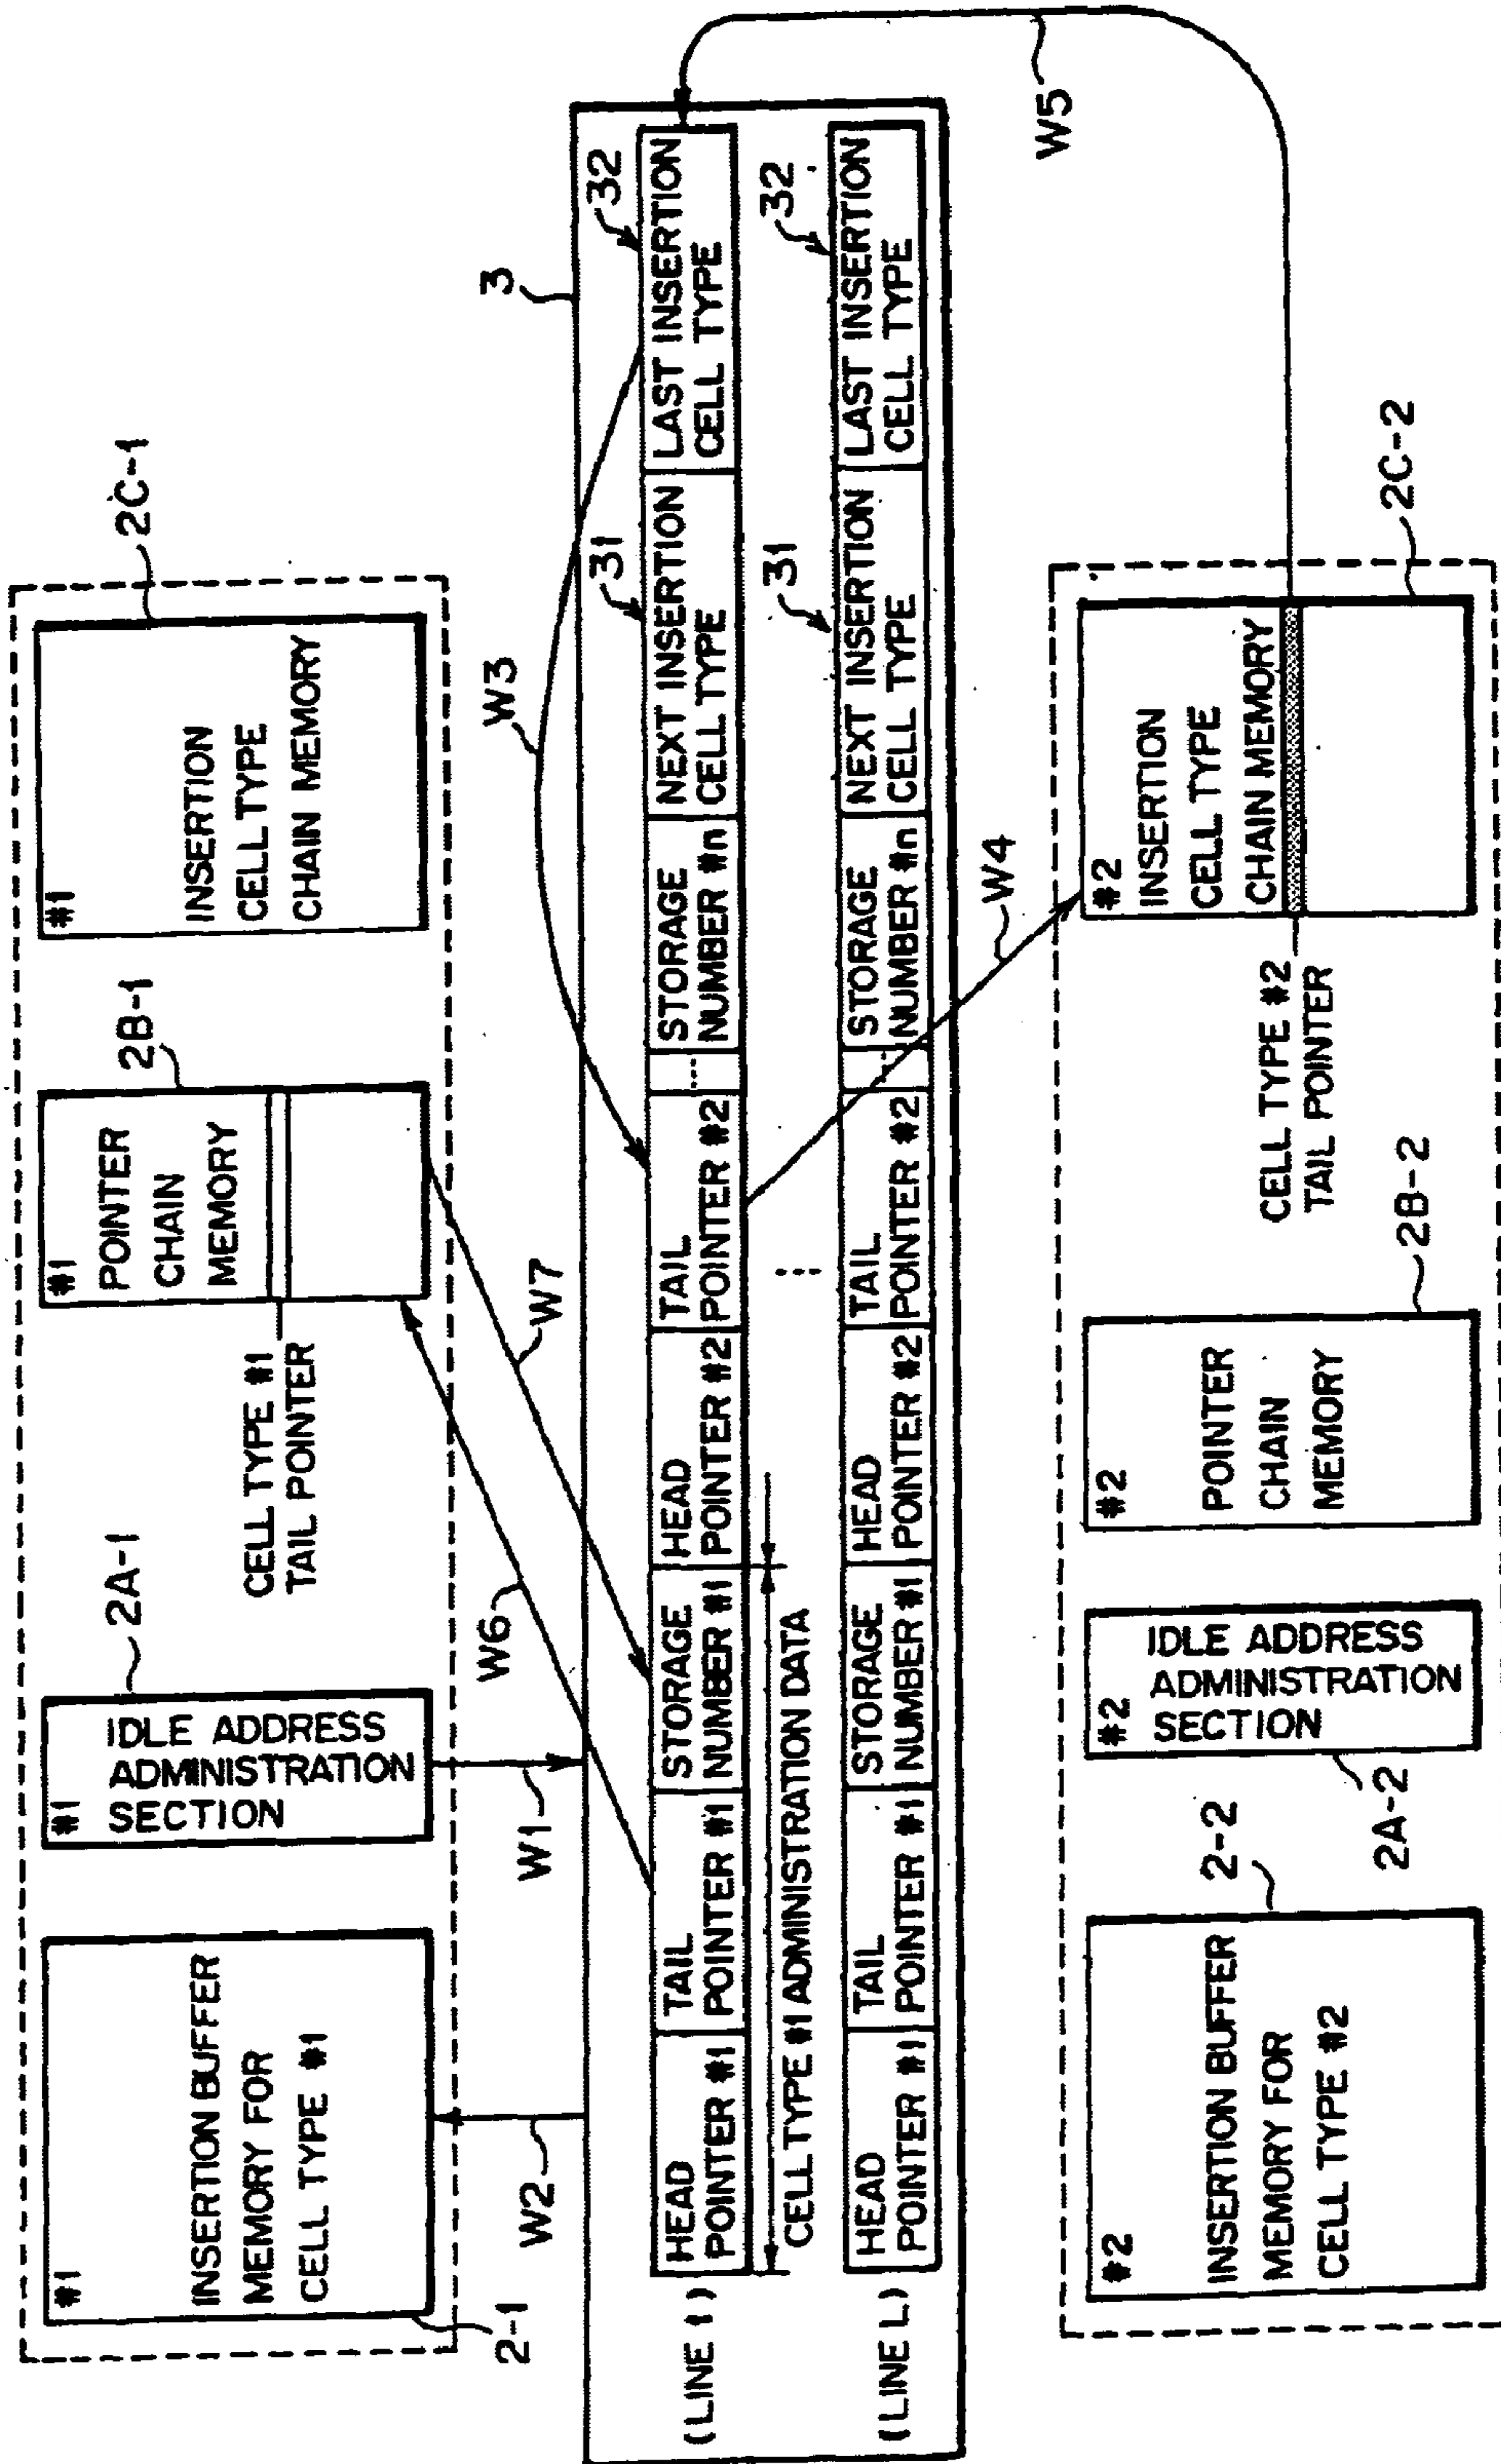 #1
INSERTION BUFFER
MEMORY FOR
CELL TYPE #1
2-1
#1
IDLE ADDRESS
ADMINISTRATION
SECTION
2A-1
#1
POINTER
CHAIN
MEMORY
2B-1
CELL TYPE #1
TAIL POINTER
#1
INSERTION
CELL TYPE
CHAIN MEMORY
2C-1
W2
W1
W6
W7
W3
3
(LINE 1)
HEAD
POINTER #1
TAIL
POINTER #1
STORAGE
NUMBER #1
HEAD
POINTER #2
TAIL
POINTER #2
...
STORAGE
NUMBER #n
NEXT INSERTION
CELL TYPE
31
LAST INSERTION
CELL TYPE
32
CELL TYPE #1 ADMINISTRATION DATA
(LINE L)
HEAD
POINTER #1
TAIL
POINTER #1
STORAGE
NUMBER #1
HEAD
POINTER #2
TAIL
POINTER #2
...
STORAGE
NUMBER #n
NEXT INSERTION
CELL TYPE
31
LAST INSERTION
CELL TYPE
32
W4
W5
#2
INSERTION BUFFER
MEMORY FOR
CELL TYPE #2
2-2
#2
IDLE ADDRESS
ADMINISTRATION
SECTION
2A-2
#2
POINTER
CHAIN
MEMORY
2B-2
CELL TYPE #2
TAIL POINTER
#2
INSERTION
CELL TYPE
CHAIN MEMORY
2C-2